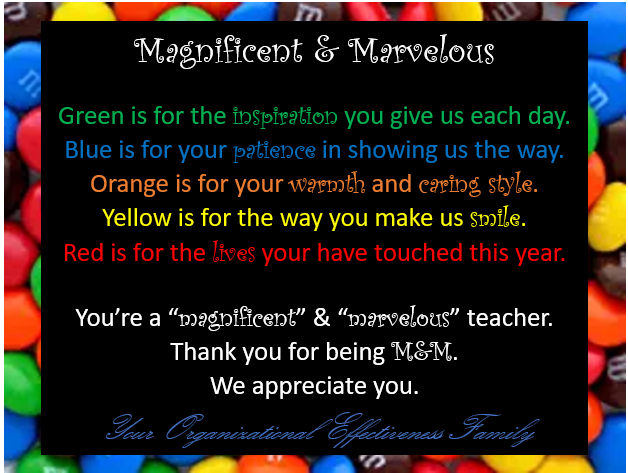 Magnificent & Marvelous
Green is for the inspiration you give us each day.
Blue is for your patience in showing us the way.
Orange is for your warmth and caring style.
Yellow is for the way you make us smile.
Red is for the lives your have touched this year.
You're a “magnificent” & “marvelous” teacher.
Thank you for being M&M.
We appreciate you.
Your Organizational Effectiveness Family